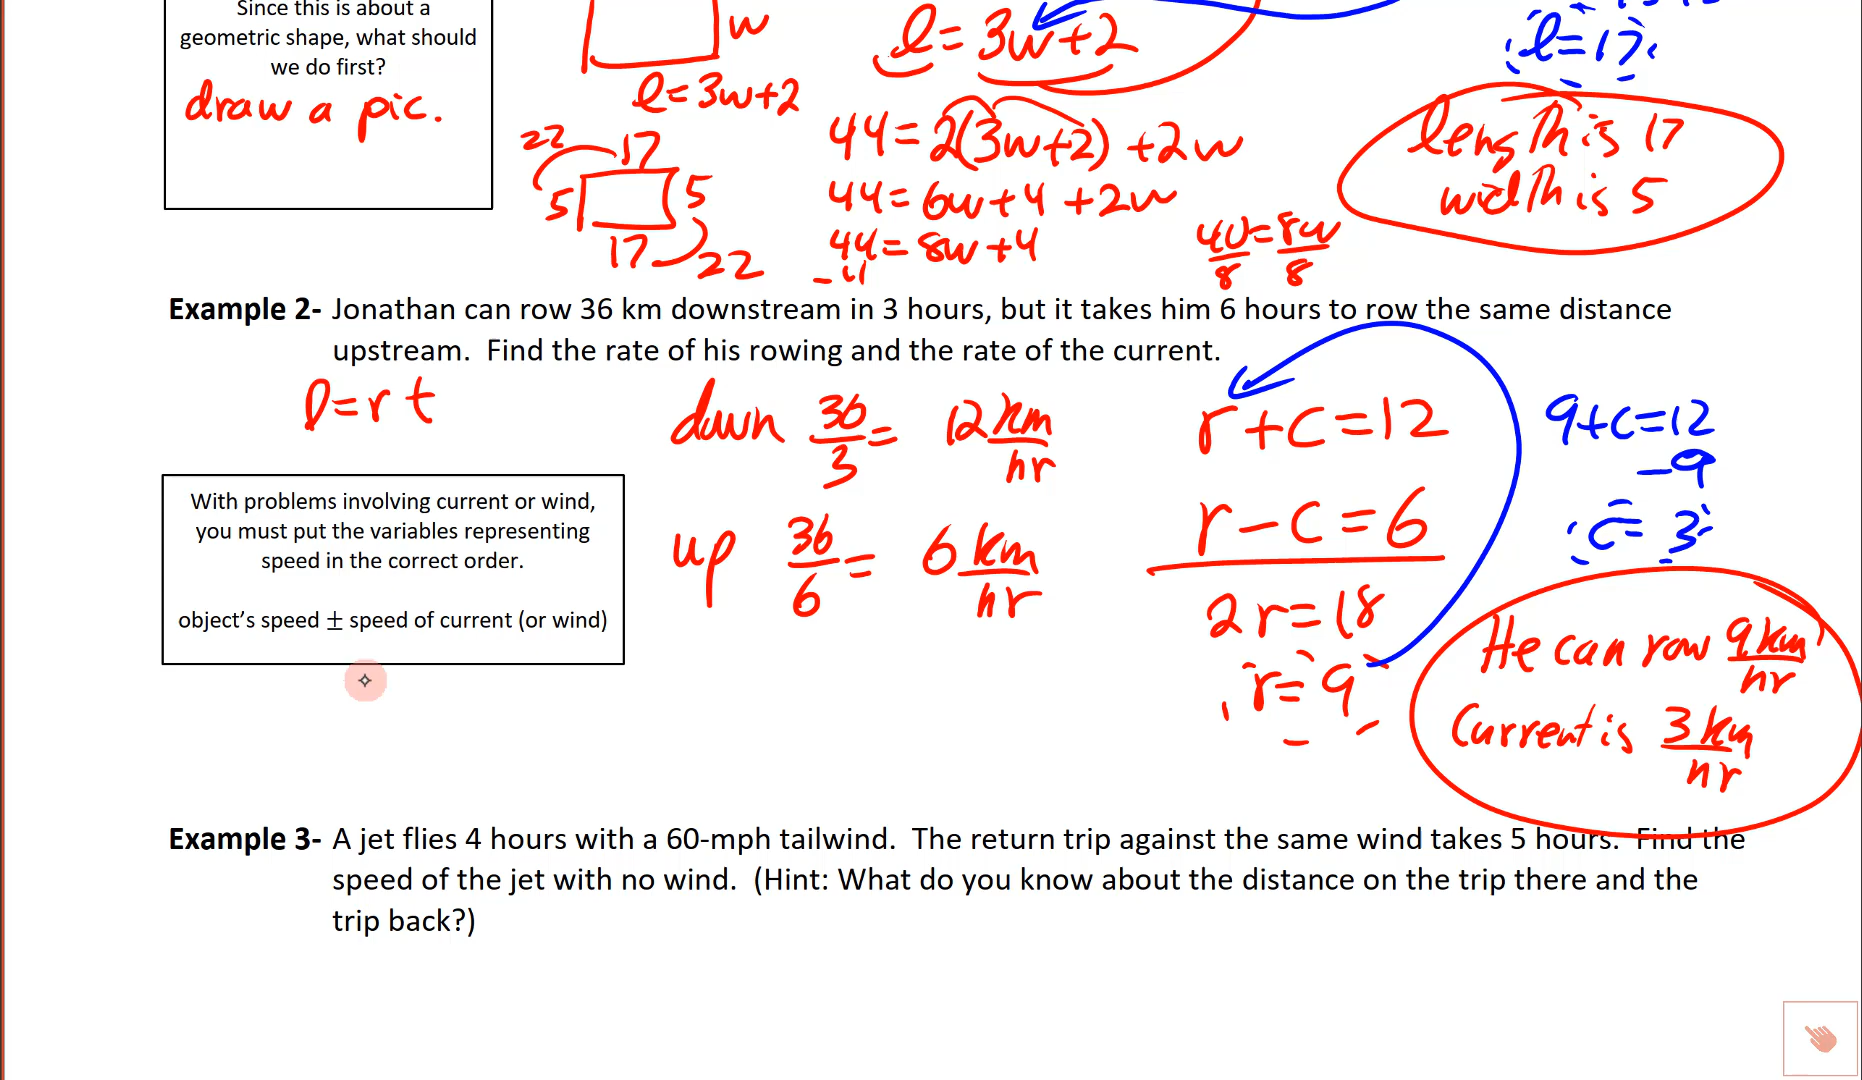 Since this is about a
geometric shape, what should
we do first?
draw a pic.
w
l=3w+2
22
17
5
5
17
22
l=3w+2
44=2(3w+2)+2w
44=6w+4+2w
44=8w+4
-4
40=8w
8 8
l=17
length is 17
width is 5
Example 2- Jonathan can row 36 km downstream in 3 hours, but it takes him 6 hours to row the same distance
upstream. Find the rate of his rowing and the rate of the current.
D=rt
With problems involving current or wind,
you must put the variables representing
speed in the correct order.
object's speed ± speed of current (or wind)
down 36/3= 12 km/hr
up 36/6= 6 km/hr
r+c=12
r-c=6
2r=18
r=9
9+c=12
-9
c=3
He can row 9 km/hr
Current is 3 km/hr
Example 3- A jet flies 4 hours with a 60-mph tailwind. The return trip against the same wind takes 5 hours. Find the
speed of the jet with no wind. (Hint: What do you know about the distance on the trip there and the
trip back?)